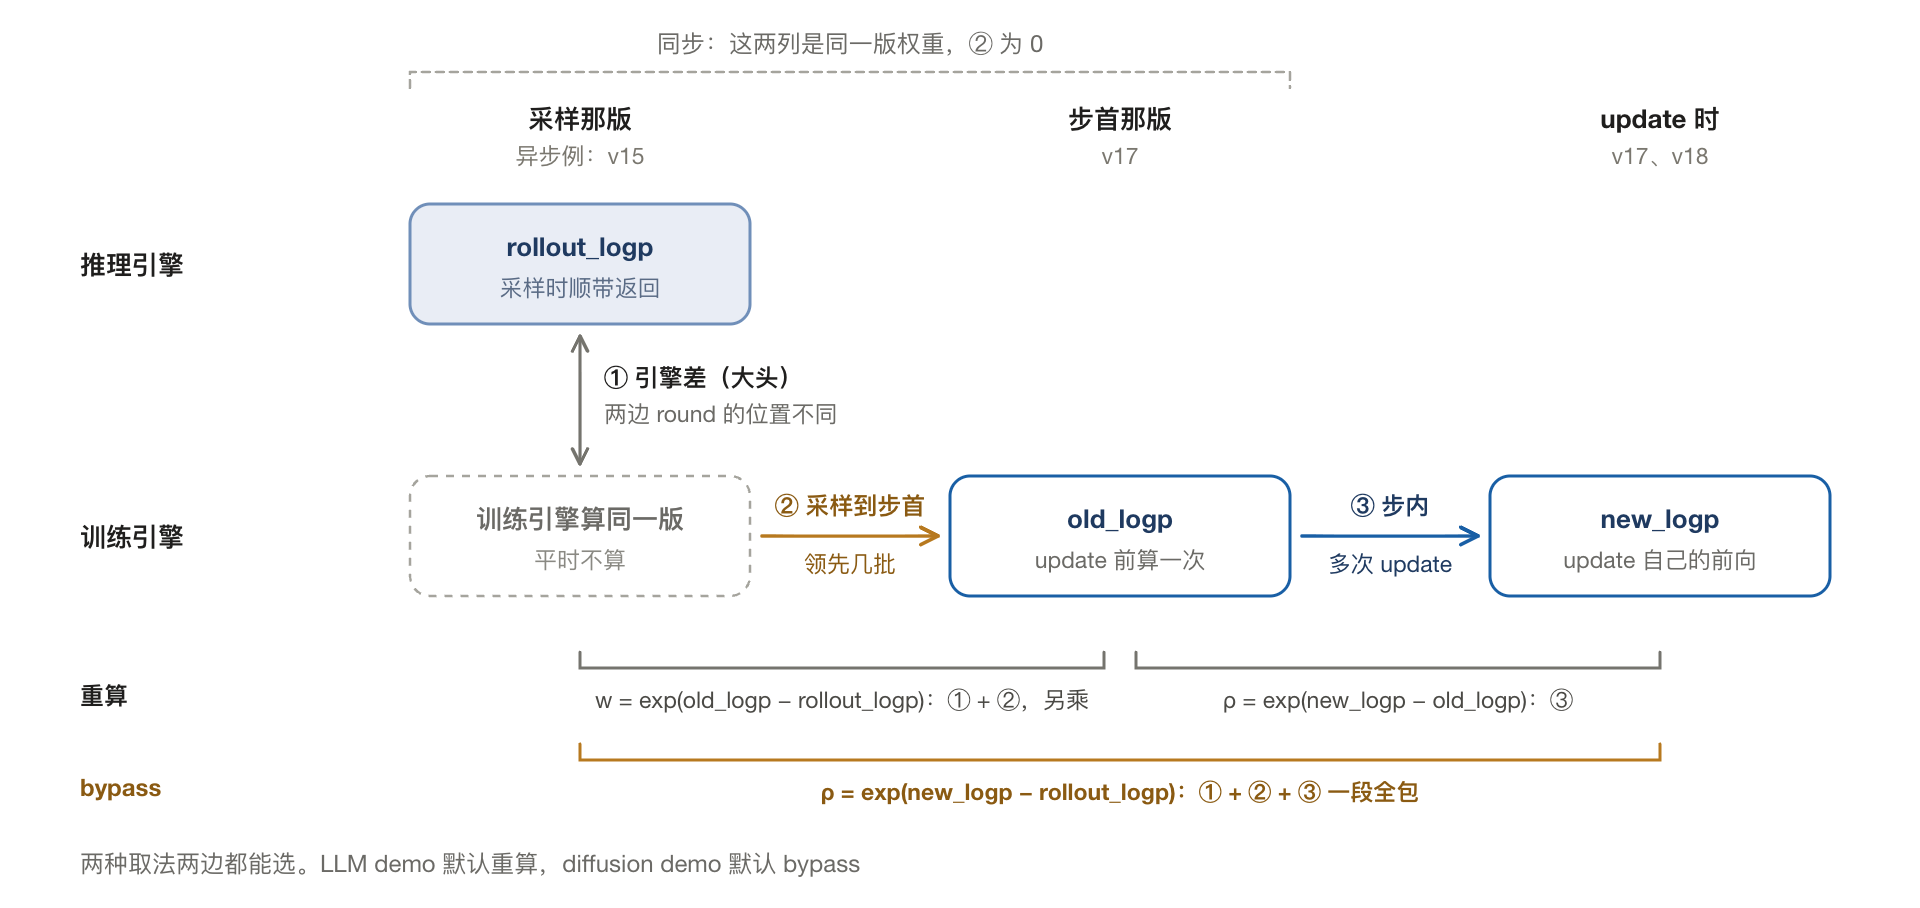 同步：这两列是同一版权重，② 为 0
采样那版
步首那版
update 时
异步例：v15
v17
v17、v18
推理引擎
rollout_logp
采样时顺带返回
① 引擎差（大头）
两边 round 的位置不同
训练引擎
训练引擎算同一版
平时不算
② 采样到步首
领先几批
old_logp
update 前算一次
③ 步内
多次 update
new_logp
update 自己的前向
重算
w = exp(old_logp − rollout_logp)：① + ②，另乘
ρ = exp(new_logp − old_logp)：③
bypass
ρ = exp(new_logp − rollout_logp)：① + ② + ③ 一段全包
两种取法两边都能选。LLM demo 默认重算，diffusion demo 默认 bypass